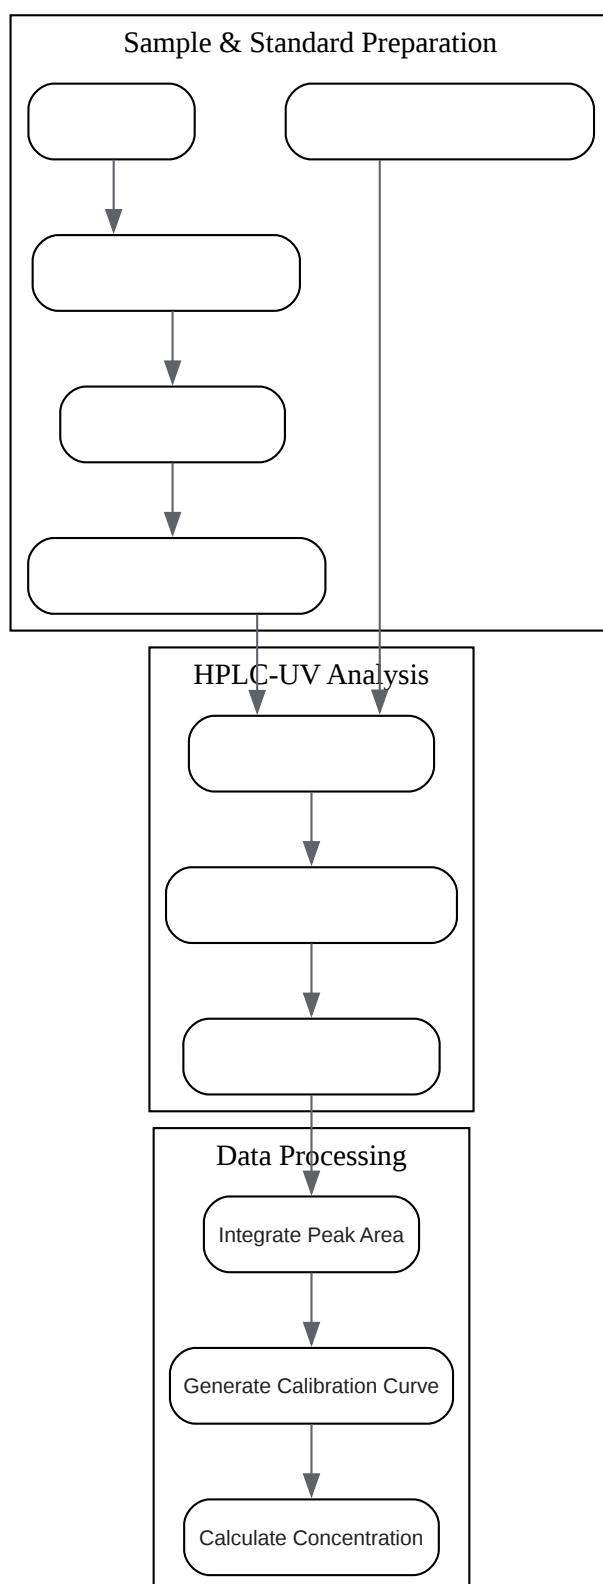 Sample & Standard Preparation
HPLC-UV Analysis
Data Processing
Integrate Peak Area
Generate Calibration Curve
Calculate Concentration